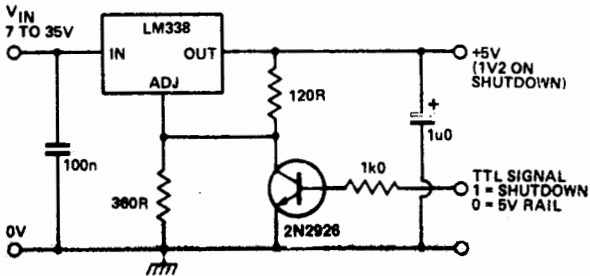 VIN
7 TO 35V
LM338
IN
OUT
ADJ
+5V
(1V2 ON
SHUTDOWN)
120R
+
1u0
100n
1k0
TTL SIGNAL
1 = SHUTDOWN
0 = 5V RAIL
360R
2N2926
0V